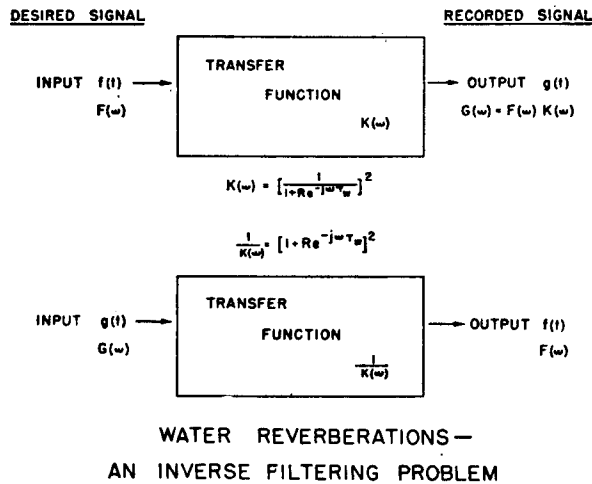 DESIRED SIGNAL
RECORDED SIGNAL
INPUT f(t)
F(ω)
TRANSFER
FUNCTION
K(ω)
OUTPUT g(t)
G(ω) = F(ω) K(ω)
K(ω) = [1/1+Re^-jωτ_w]^2
1/K(ω) = [1+Re^-jωτ_w]^2
INPUT g(t)
G(ω)
TRANSFER
FUNCTION
1/K(ω)
OUTPUT f(t)
F(ω)
WATER REVERBERATIONS—
AN INVERSE FILTERING PROBLEM